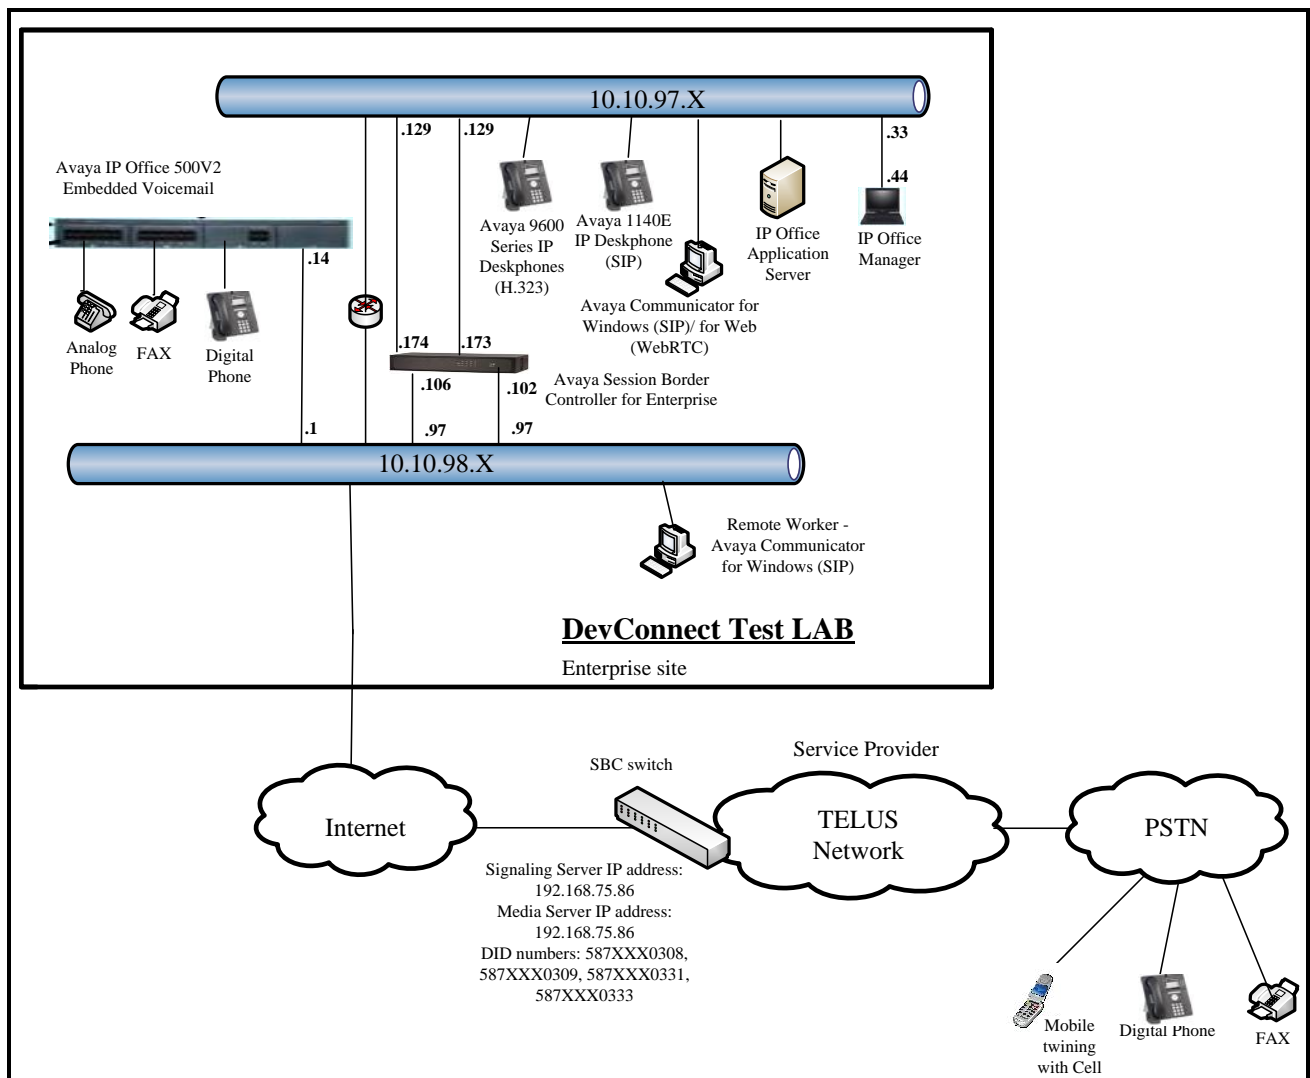 10.10.97.X
.129
.129
.33
Avaya IP Office 500V2
Embedded Voicemail
.44
Avaya 9600
Series IP
Deskphones
(H.323)
Avaya 1140E
IP Deskphone
(SIP)
IP Office
Application
Server
IP Office
Manager
.14
Avaya Communicator for
Windows (SIP)/ for Web
(WebRTC)
Analog
Phone
FAX
Digital
Phone
.174
.173
.106
.102
Avaya Session Border
Controller for Enterprise
.1
.97
.97
10.10.98.X
Remote Worker -
Avaya Communicator
for Windows (SIP)
DevConnect Test LAB
Enterprise site
Service Provider
SBC switch
Internet
TELUS
Network
PSTN
Signaling Server IP address:
192.168.75.86
Media Server IP address:
192.168.75.86
DID numbers: 587XXX0308,
587XXX0309, 587XXX0331,
587XXX0333
Mobile
twining
with Cell
Digital Phone
FAX